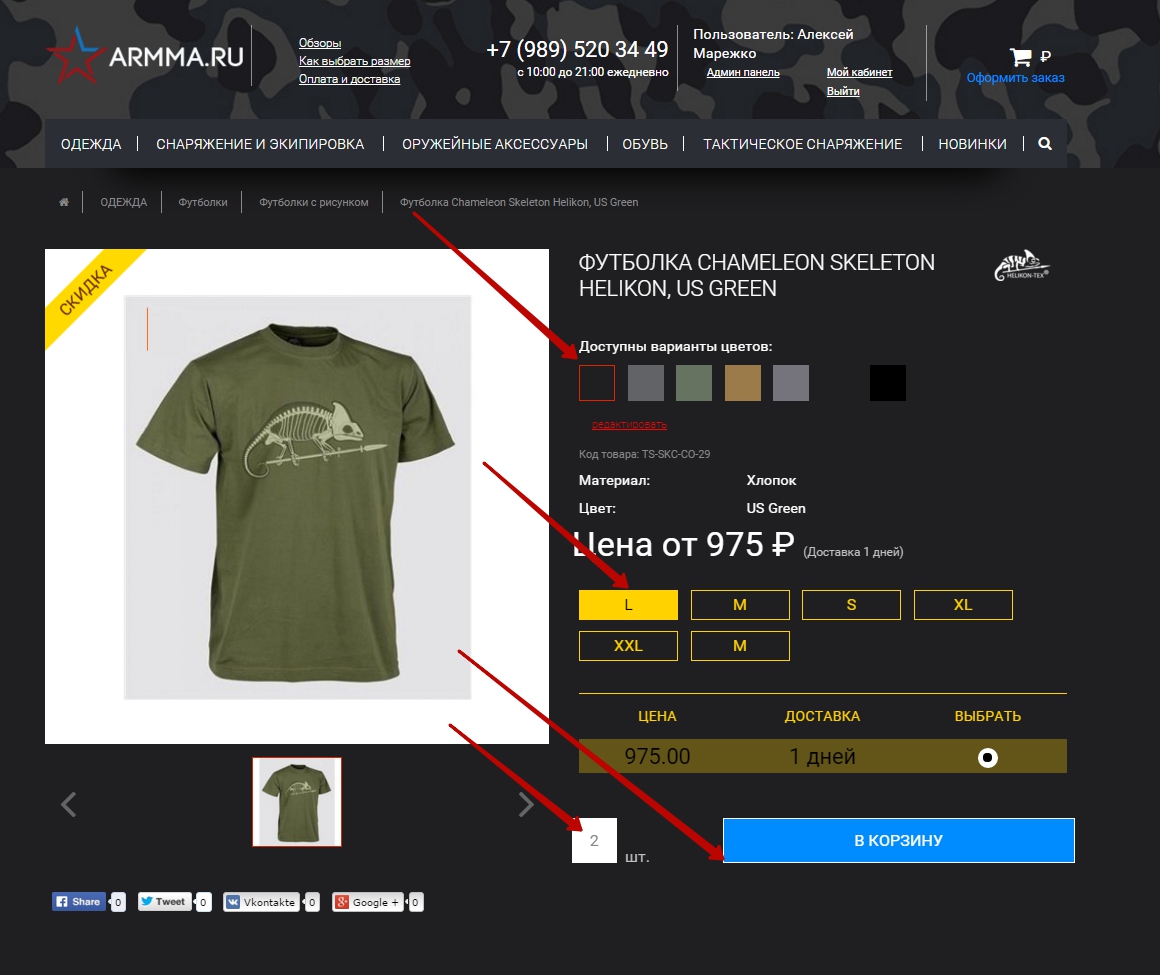 ARMMA.RU
Обзоры
Как выбрать размер
Оплата и доставка
+7 (989) 520 34 49
с 10:00 до 21:00 ежедневно
Пользователь: Алексей
Марежко
Админ панель
Мой кабинет
Выйти
₽
Оформить заказ
ОДЕЖДА
СНАРЯЖЕНИЕ И ЭКИПИРОВКА
ОРУЖЕЙНЫЕ АКСЕССУАРЫ
ОБУВЬ
ТАКТИЧЕСКОЕ СНАРЯЖЕНИЕ
НОВИНКИ
ОДЕЖДА
Футболки
Футболки с рисунком
Футболка Chameleon Skeleton Helikon, US Green
СКИДКА
ФУТБОЛКА CHAMELEON SKELETON
HELIKON, US GREEN
HELIKON-TEX®
Доступны варианты цветов:
редактировать
Код товара: TS-SKC-CO-29
Материал: Хлопок
Цвет: US Green
Цена от 975 ₽ (Доставка 1 дней)
L M S XL
XXL M
ЦЕНА ДОСТАВКА ВЫБРАТЬ
975.00 1 дней
2 шт.
В КОРЗИНУ
Share 0 Tweet 0 Vkontakte 0 Google + 0